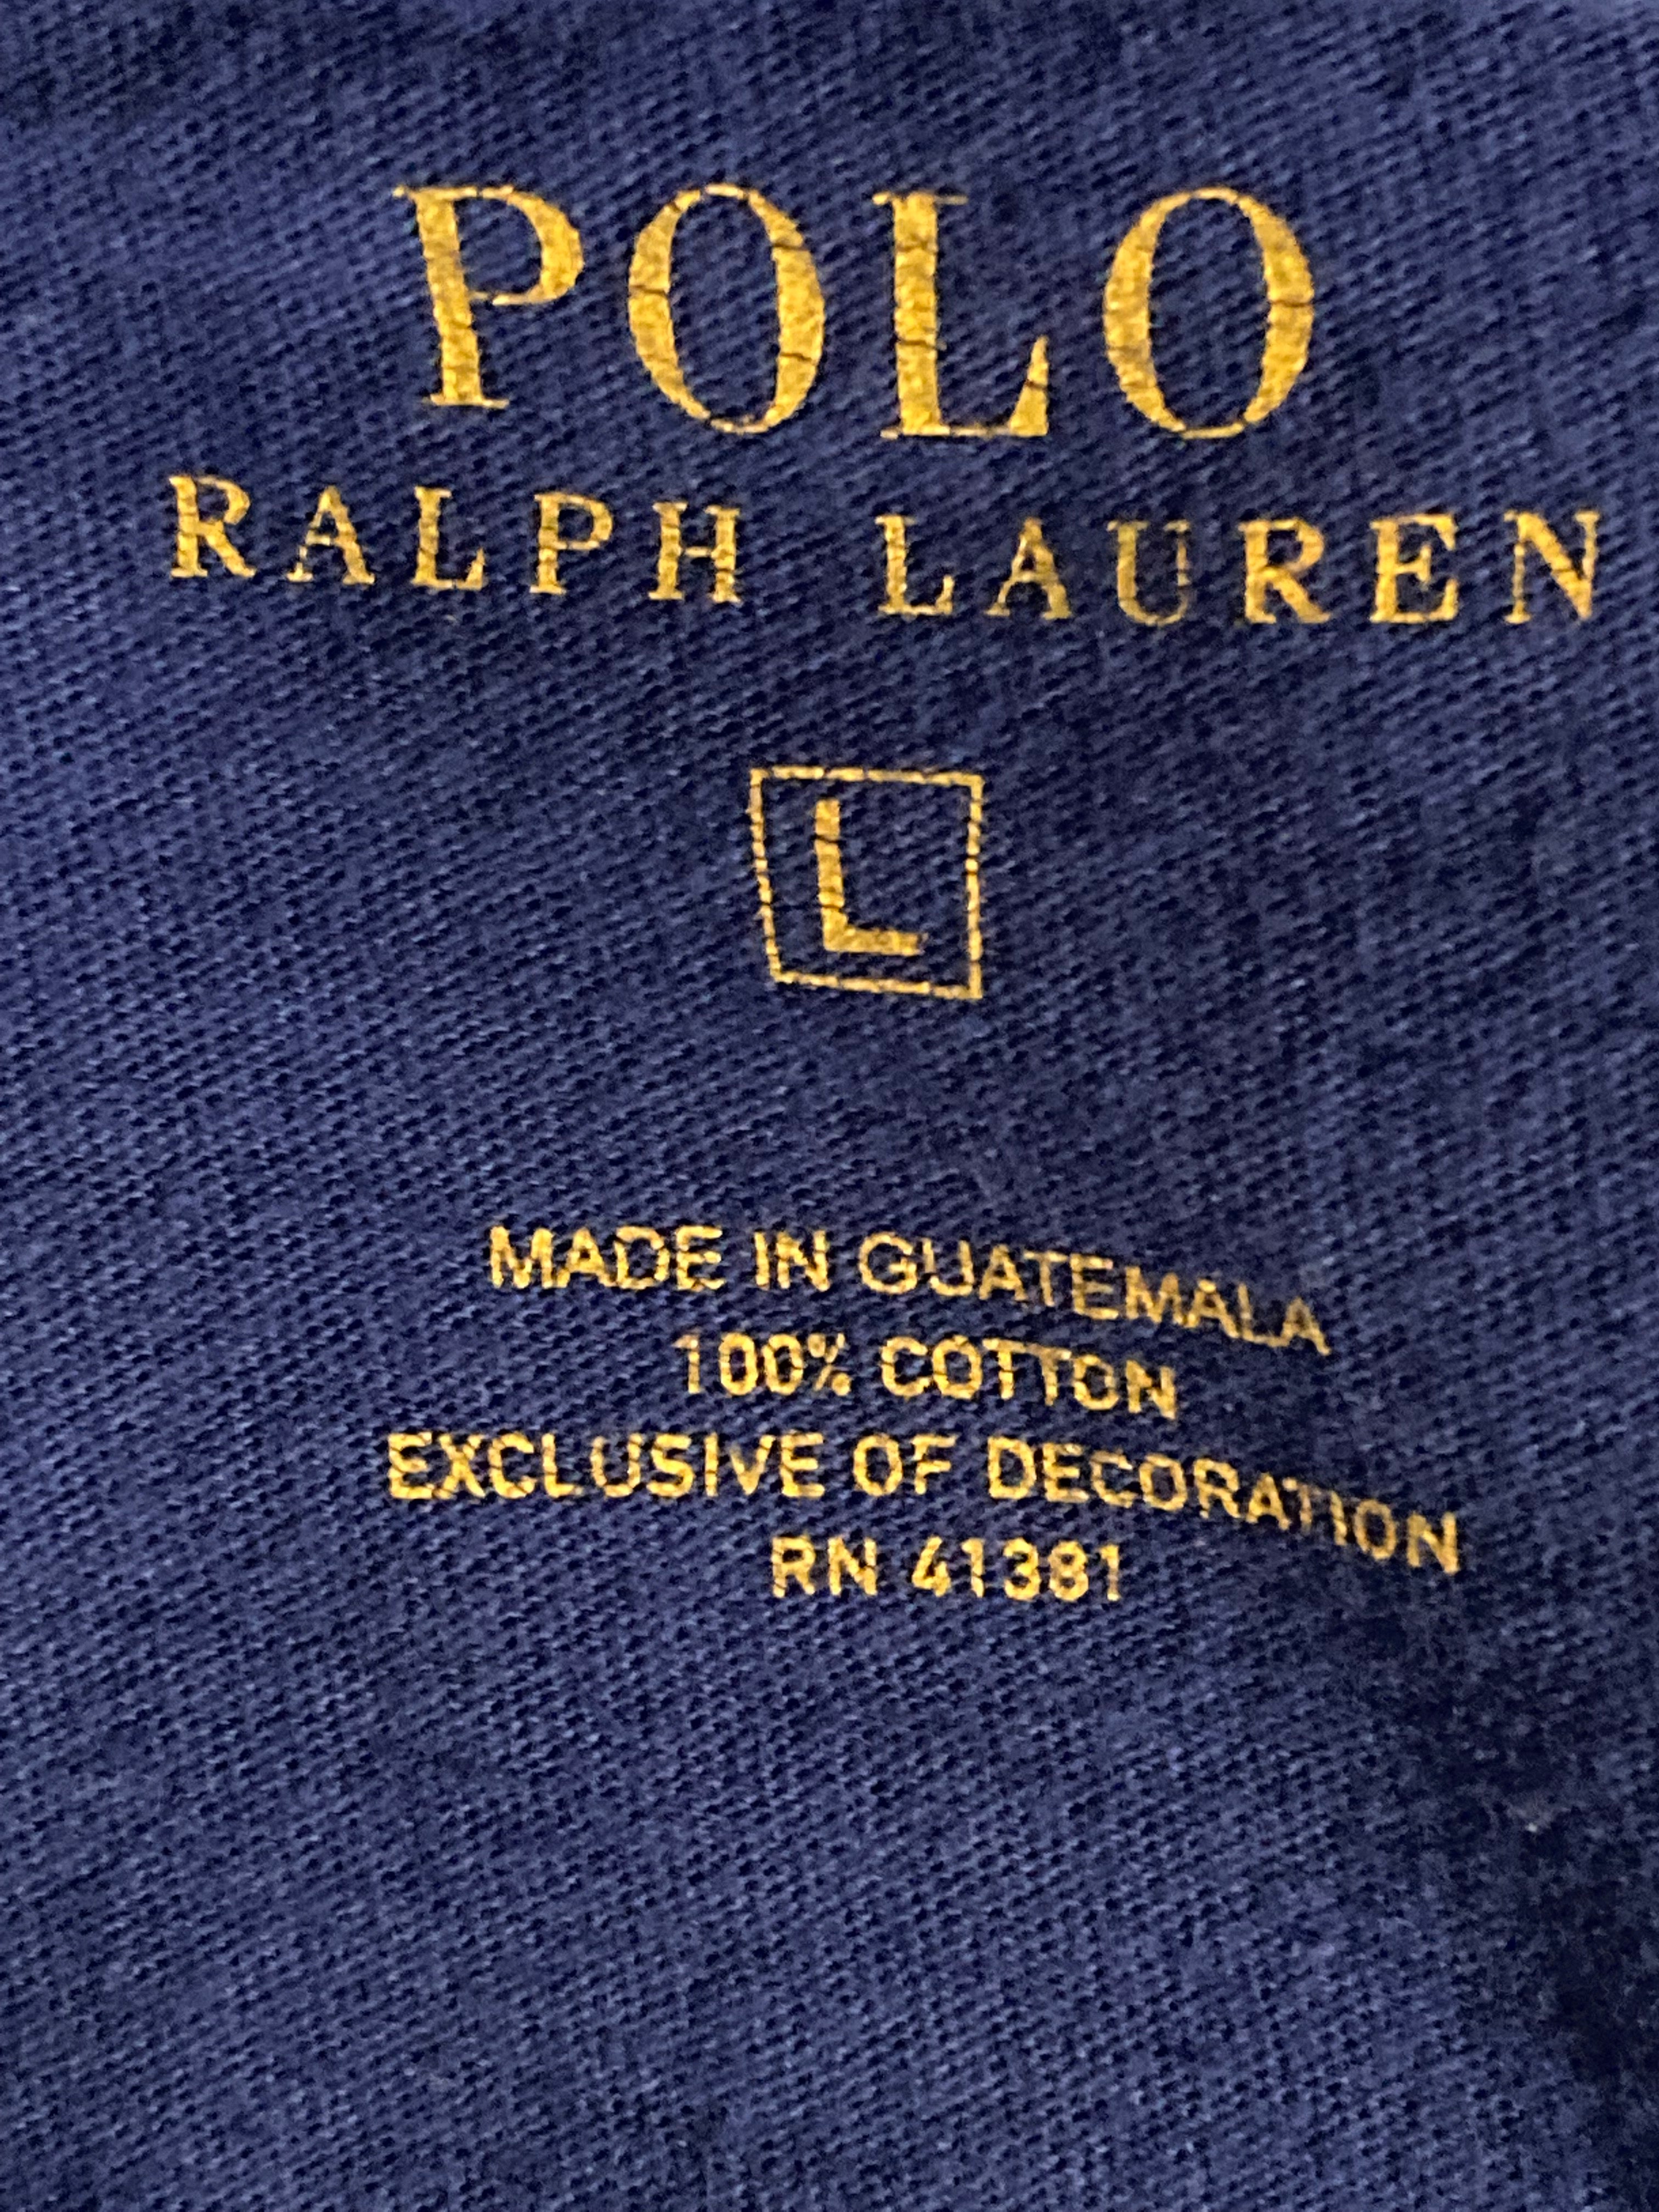 POLO
RALPH LAUREN
L
MADE IN GUATEMALA
100% COTTON
EXCLUSIVE OF DECORATION
RN 41381